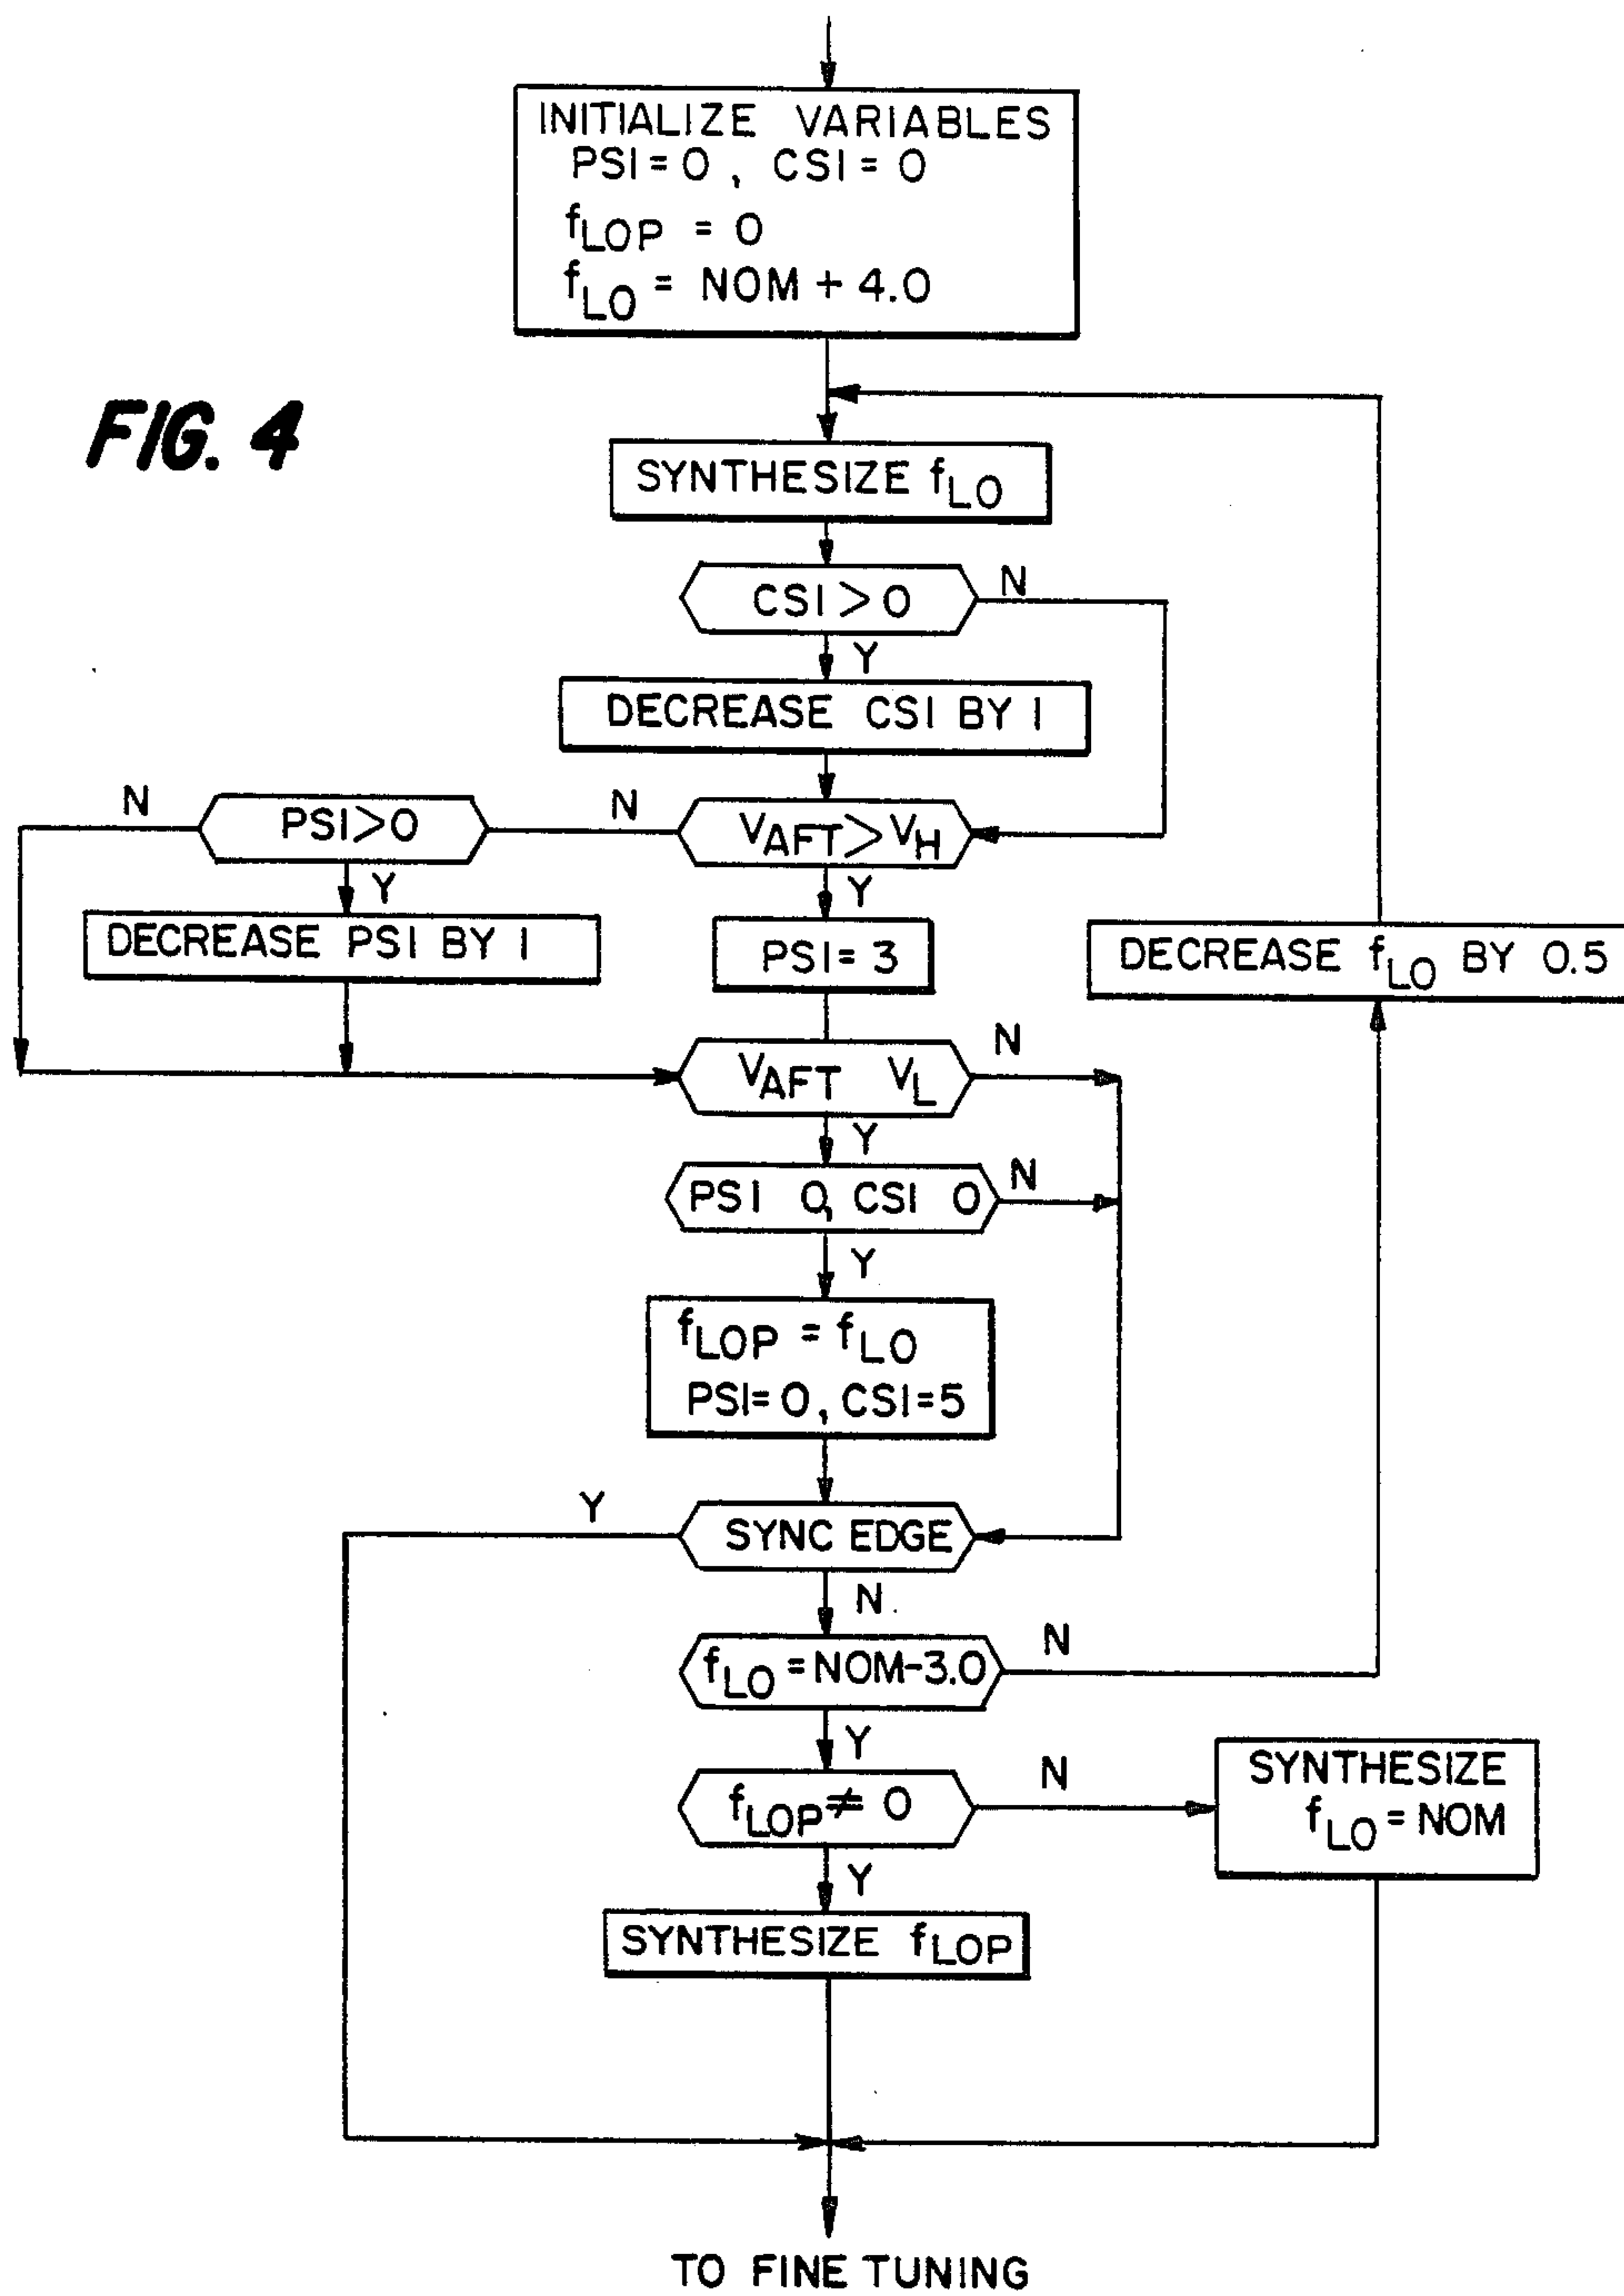 INITIALIZE VARIABLES
PSI = 0 , CSI = 0
fLOP = 0
fLO = NOM + 4.0
FIG. 4
SYNTHESIZE fLO
CSI > 0
N
Y
DECREASE CSI BY 1
N
PSI > 0
N
VAFT > VH
Y
Y
DECREASE PSI BY 1
PSI = 3
DECREASE fLO BY 0.5
VAFT VL
N
Y
PSI 0, CSI 0
N
Y
fLOP = fLO
PSI = 0 , CSI = 5
Y
SYNC EDGE
N
fLO = NOM-3.0
N
Y
fLOP ≠ 0
N
SYNTHESIZE
fLO = NOM
Y
SYNTHESIZE fLOP
TO FINE TUNING